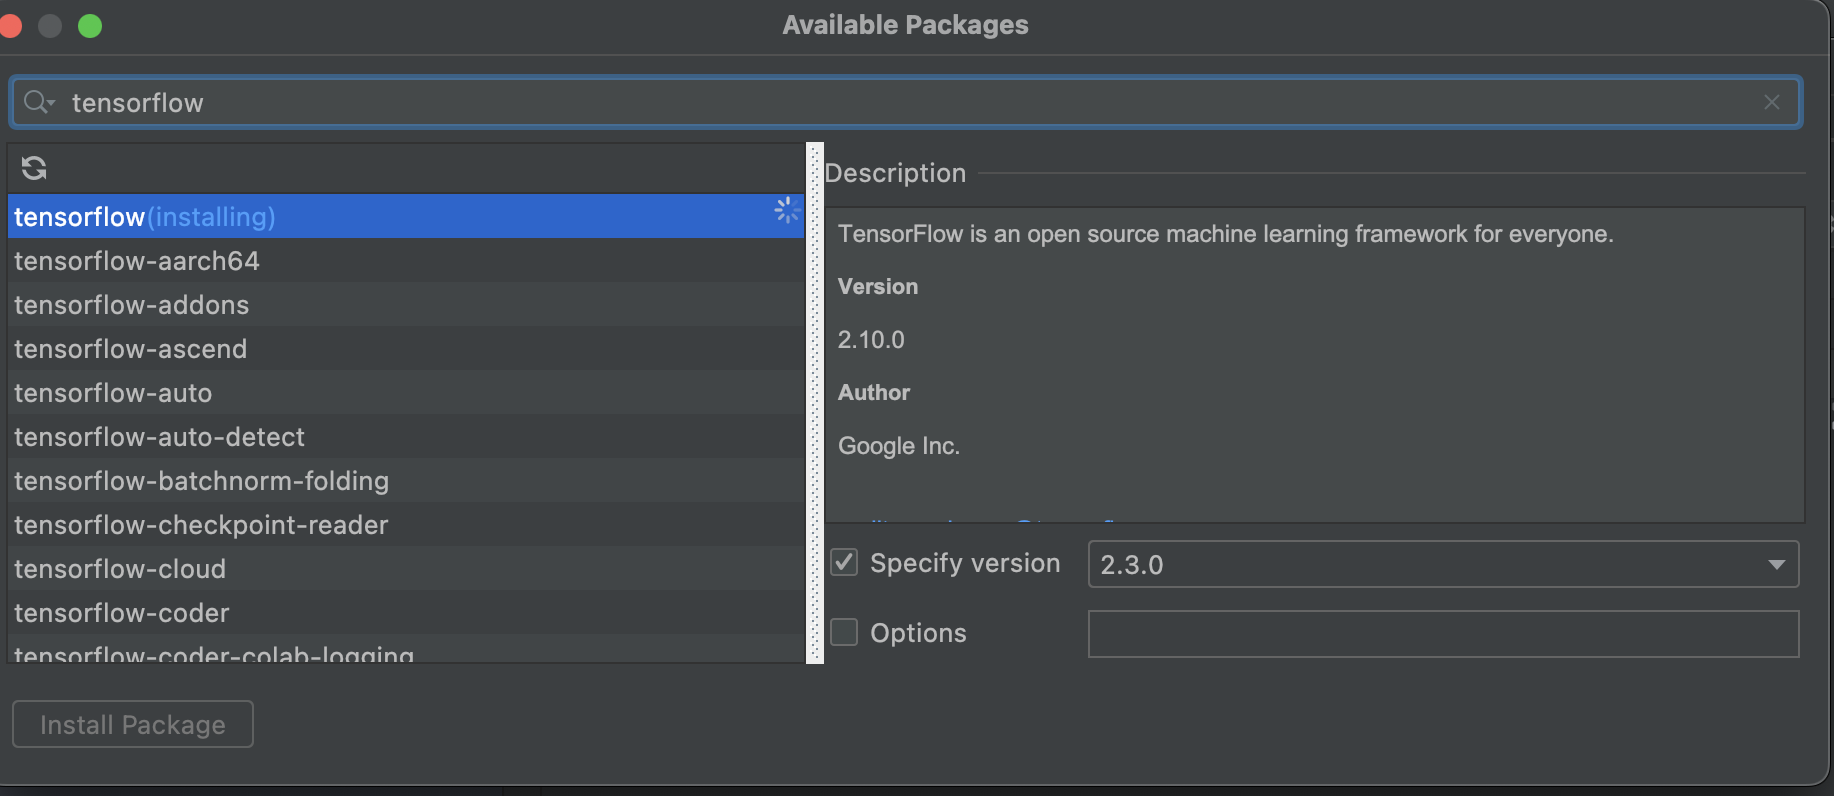 Available Packages
tensorflow
tensorflow(installing)
tensorflow-aarch64
tensorflow-addons
tensorflow-ascend
tensorflow-auto
tensorflow-auto-detect
tensorflow-batchnorm-folding
tensorflow-checkpoint-reader
tensorflow-cloud
tensorflow-coder
tensorflow-coder-colab-logging
Description
TensorFlow is an open source machine learning framework for everyone.
Version
2.10.0
Author
Google Inc.
Specify version
2.3.0
Options
Install Package